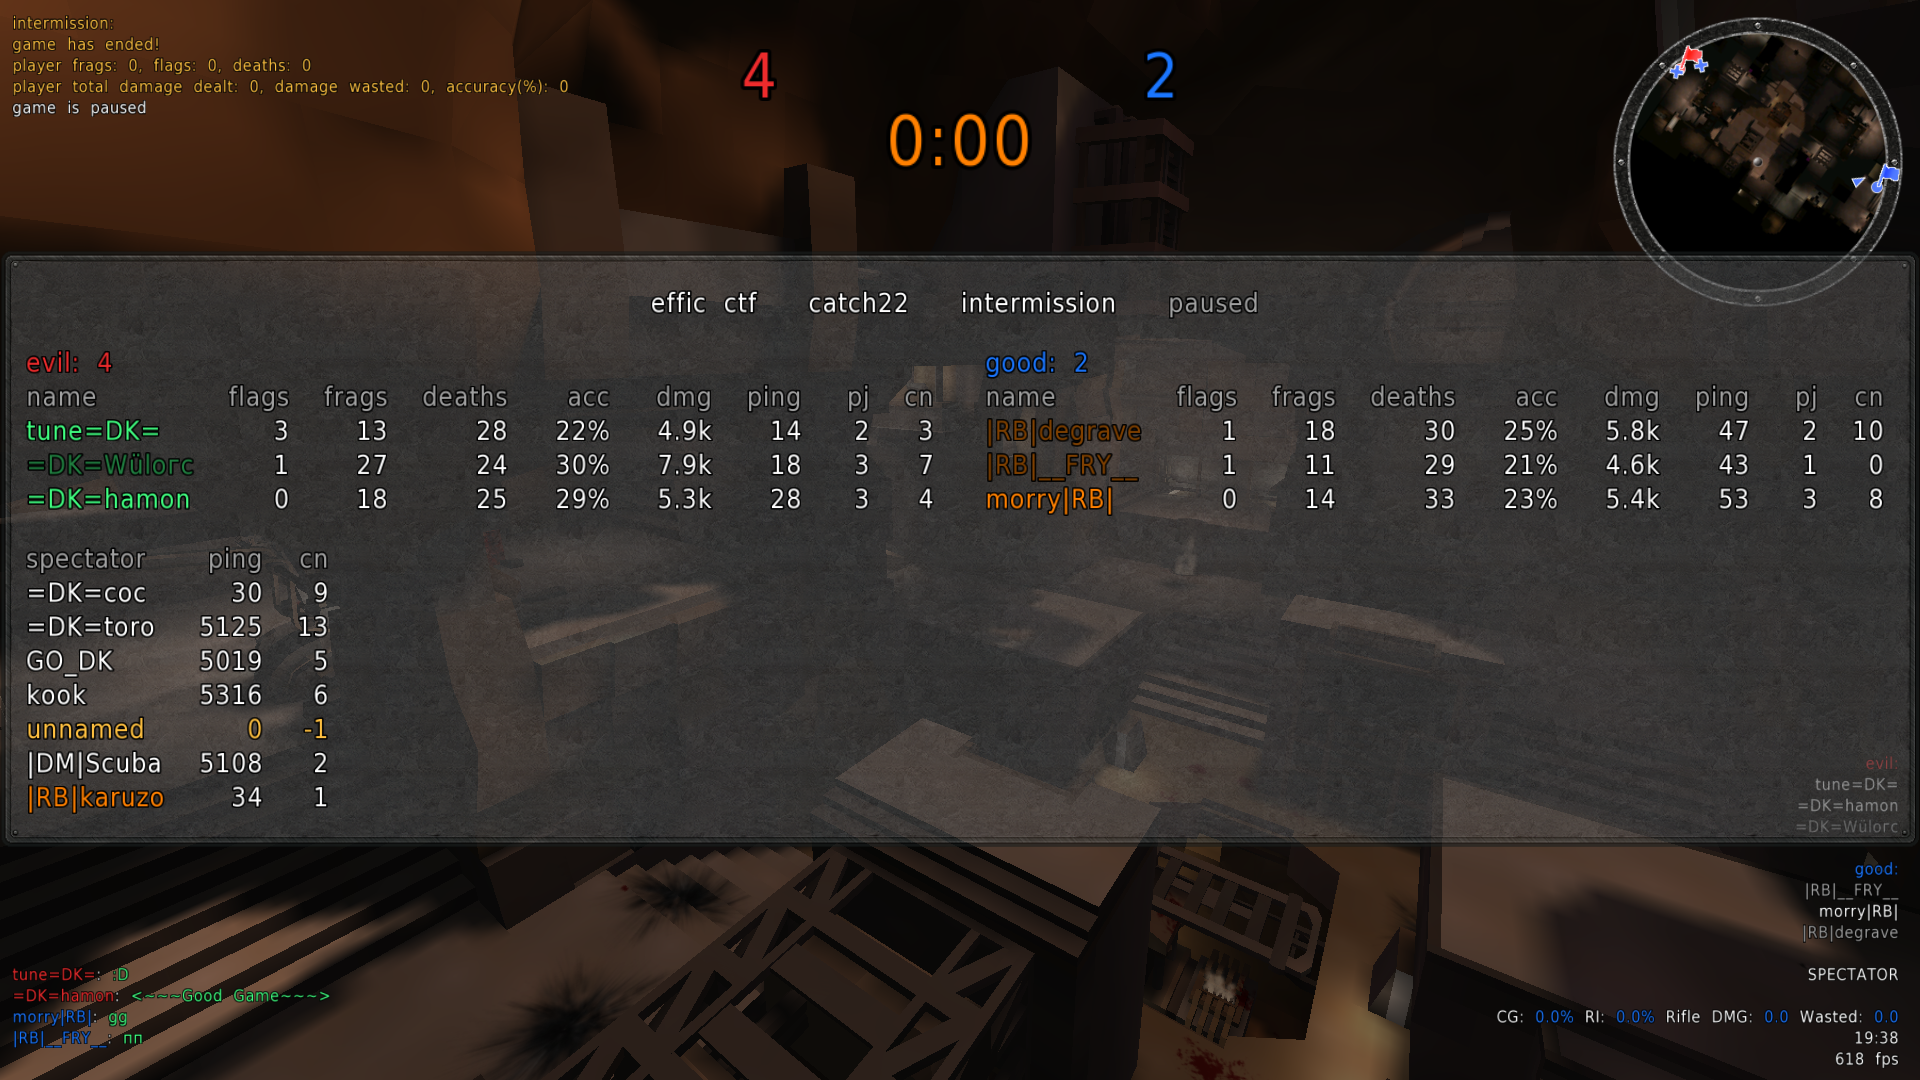 intermission:
game has ended!
player frags: 0, flags: 0, deaths: 0
player total damage dealt: 0, damage wasted: 0, accuracy(%): 0
game is paused
4 2
0:00
effic ctf catch22 intermission paused
evil: 4
name flags frags deaths acc dmg ping pj cn
tune=DK= 3 13 28 22% 4.9k 14 2 3
=DK=Wülorc 1 27 24 30% 7.9k 18 3 7
=DK=hamon 0 18 25 29% 5.3k 28 3 4
good: 2
name flags frags deaths acc dmg ping pj cn
|RB|degrave 1 18 30 25% 5.8k 47 2 10
|RB|__FRY__ 1 11 29 21% 4.6k 43 1 0
morry|RB| 0 14 33 23% 5.4k 53 3 8
spectator ping cn
=DK=coc 30 9
=DK=toro 5125 13
GO_DK 5019 5
kook 5316 6
unnamed 0 -1
|DM|Scuba 5108 2
|RB|karuzo 34 1
evil:
tune=DK=
=DK=hamon
=DK=Wülorc
good:
|RB|__FRY__
morry|RB|
|RB|degrave
SPECTATOR
CG: 0.0% RI: 0.0% Rifle DMG: 0.0 Wasted: 0.0
19:38
618 fps
tune=DK=: :D
=DK=hamon: <~~~Good Game~~~>
morry|RB|: gg
|RB|__FRY__: пп